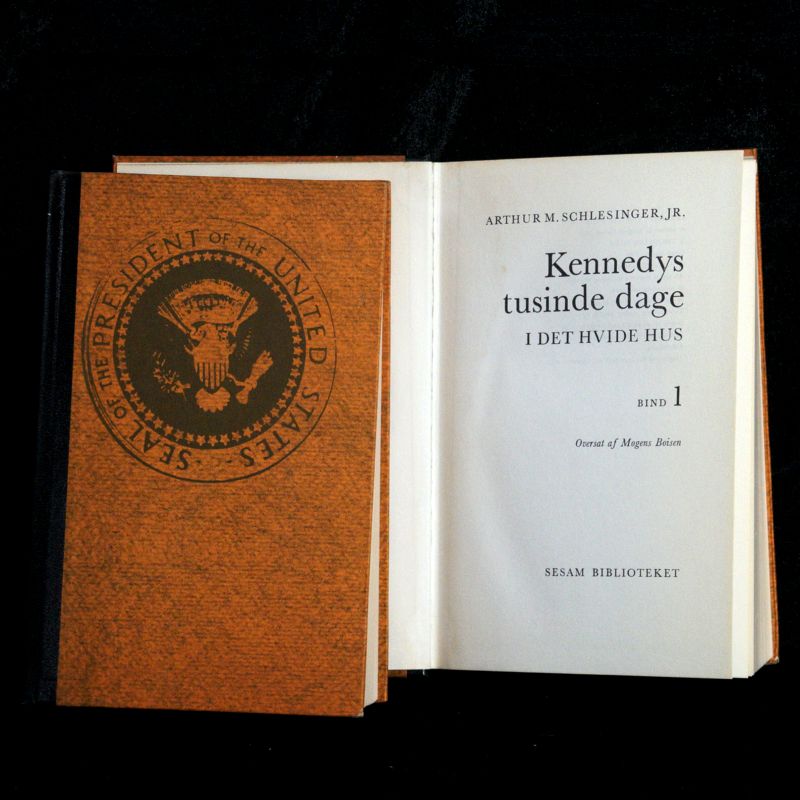 SEAL OF THE PRESIDENT OF THE UNITED STATES
ARTHUR M. SCHLESINGER, JR.
Kennedys
tusinde dage
I DET HVIDE HUS
BIND 1
Oversat af Mogens Boisen
SESAM BIBLIOTEKET